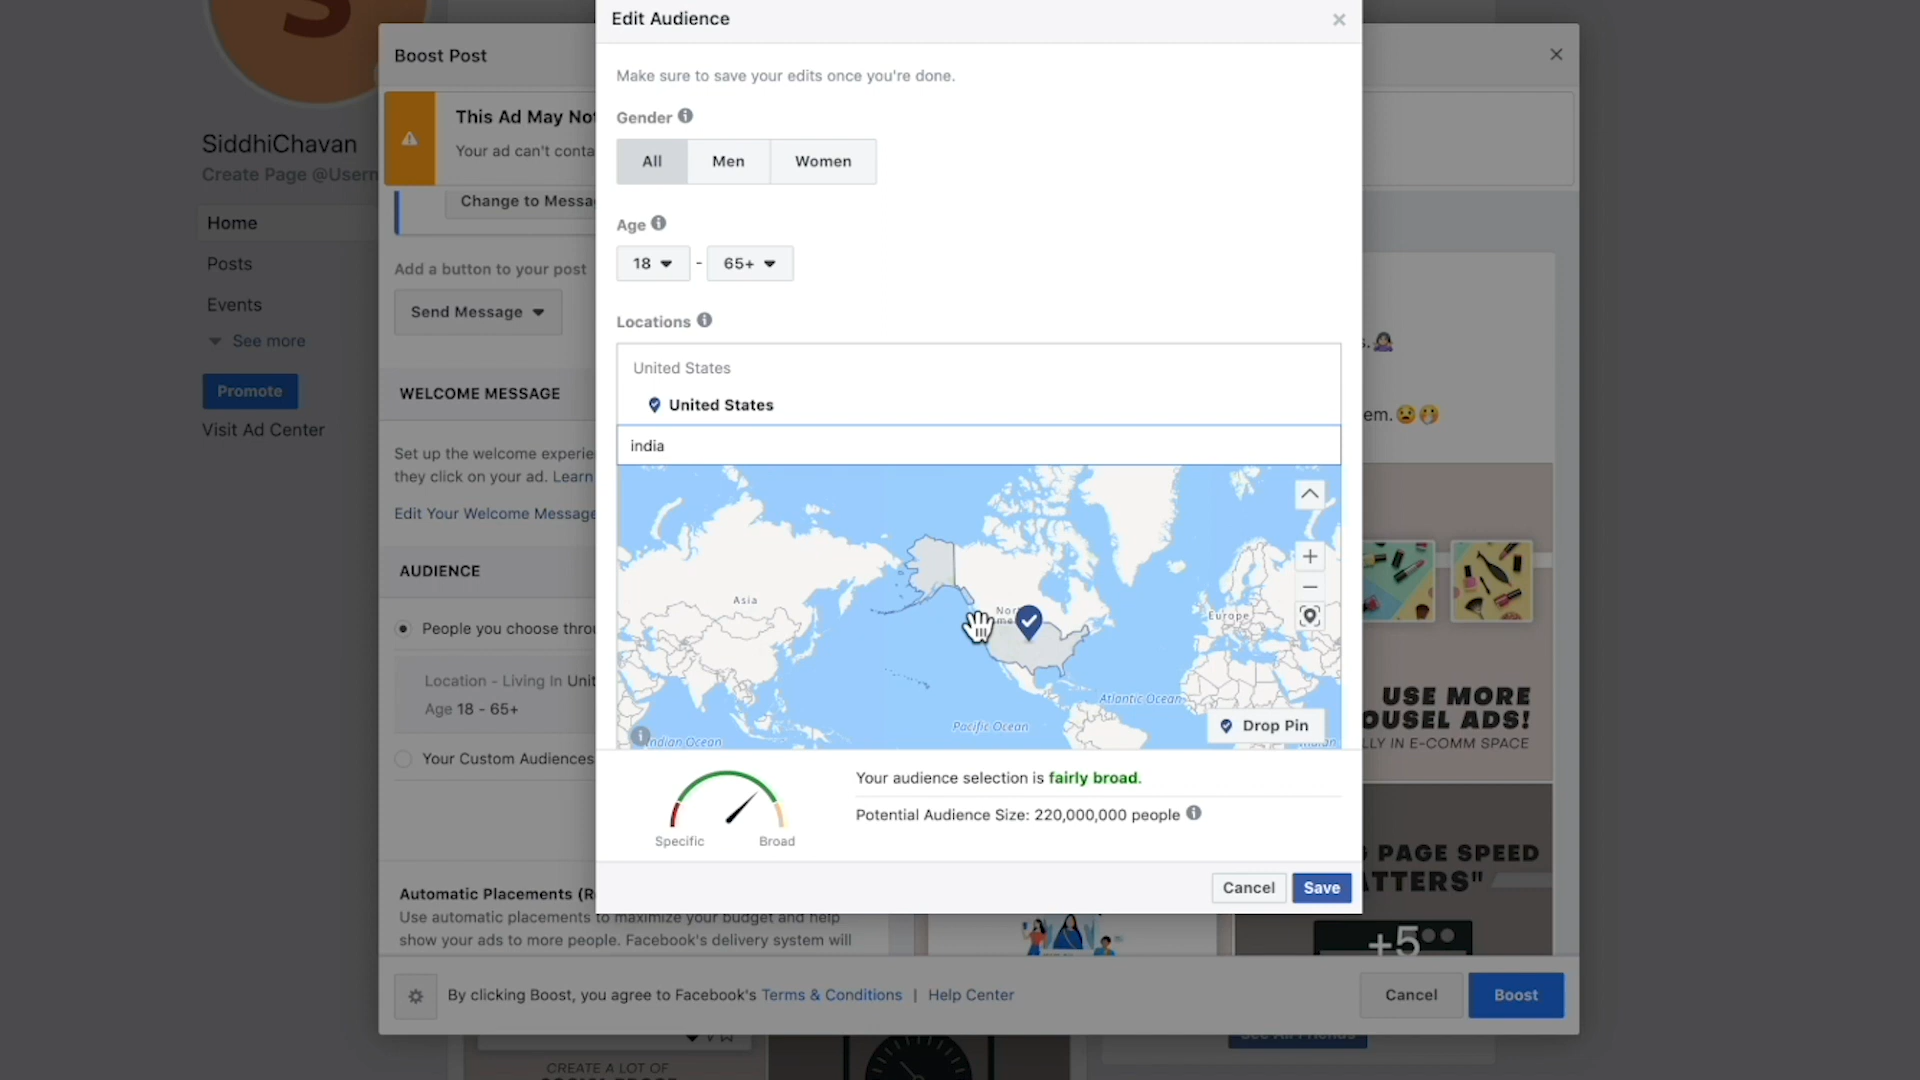 Edit Audience
Boost Post
Make sure to save your edits once you're done.
This Ad May Not
Your ad can't conta
Gender
All
Men
Women
SiddhiChavan
Create Page @Usern
Change to Messa
Home
Age
18
-
65+
Posts
Add a button to your post
Events
Send Message
Locations
See more
United States
United States
Promote
WELCOME MESSAGE
Visit Ad Center
em.
india
Set up the welcome experie
they click on your ad. Learn
Edit Your Welcome Message
AUDIENCE
Asia
Europe
People you choose throu
Location - Living In Unit
Age 18 - 65+
Atlantic Ocean
Pacific Ocean
Indian Ocean
Drop Pin
USE MORE
OUSEL ADS!
LLY IN E-COMM SPACE
Your Custom Audiences
Your audience selection is fairly broad.
Potential Audience Size: 220,000,000 people
Specific
Broad
PAGE SPEED
ATTERS"
Cancel
Save
Automatic Placements (R
Use automatic placements to maximize your budget and help
show your ads to more people. Facebook's delivery system will
+5
By clicking Boost, you agree to Facebook's Terms & Conditions | Help Center
Cancel
Boost
See All Friends
CREATE A LOT OF